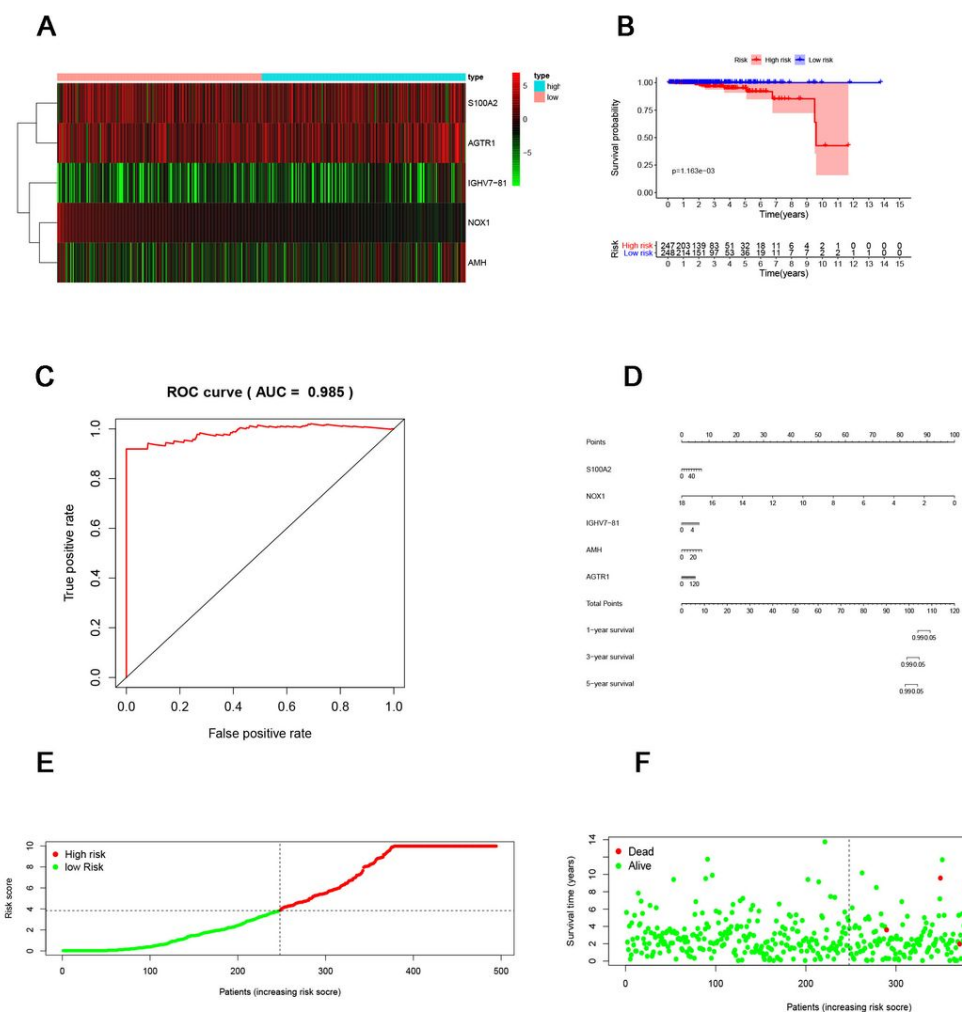 A
type
S100A2
AGTR1
IGHV7-81
NOX1
AMH
5
0
-5
type
high
low
B
Risk High risk Low risk
Survival probability
1.00
0.75
0.50
0.25
0.00
p=1.163e-03
0 1 2 3 4 5 6 7 8 9 10 11 12 13 14 15
Time(years)
Risk
High risk 247 203 139 83 51 32 18 11 6 4 2 1 0 0 0 0
Low risk 248 214 151 97 53 36 19 11 7 7 2 2 1 1 0 0
0 1 2 3 4 5 6 7 8 9 10 11 12 13 14 15
Time(years)
C
ROC curve ( AUC = 0.985 )
True positive rate
1.0
0.8
0.6
0.4
0.2
0.0
0.0 0.2 0.4 0.6 0.8 1.0
False positive rate
D
Points
0 10 20 30 40 50 60 70 80 90 100
S100A2
0 40
NOX1
18 16 14 12 10 8 6 4 2 0
IGHV7-81
0 4
AMH
0 20
AGTR1
0 120
Total Points
0 10 20 30 40 50 60 70 80 90 100 110 120
1-year survival
0.990.05
3-year survival
0.990.05
5-year survival
0.990.05
E
High risk
low Risk
Risk score
10
8
6
4
2
0
0 100 200 300 400 500
Patients (increasing risk socre)
F
Dead
Alive
Survival time (years)
14
12
10
8
6
4
2
0
0 100 200 300
Patients (increasing risk socre)